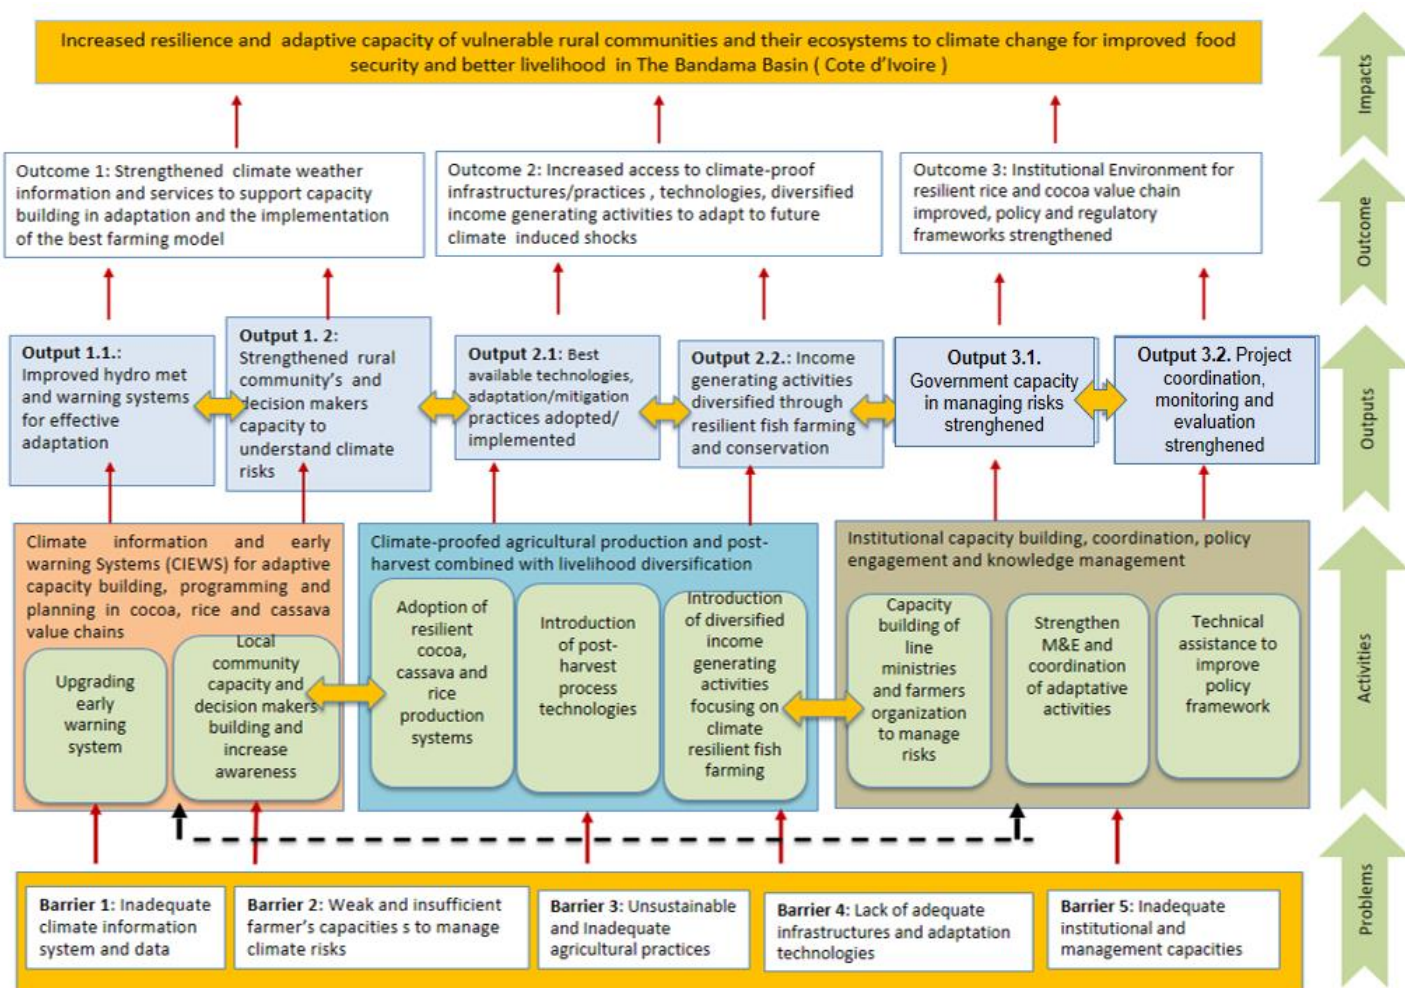 Increased resilience and adaptive capacity of vulnerable rural communities and their ecosystems to climate change for improved food
security and better livelihood in The Bandama Basin ( Cote d'Ivoire )
Impacts
Outcome 1: Strengthened climate weather
information and services to support capacity
building in adaptation and the implementation
of the best farming model
Outcome 2: Increased access to climate-proof
infrastructures/practices , technologies, diversified
income generating activities to adapt to future
climate induced shocks
Outcome 3: Institutional Environment for
resilient rice and cocoa value chain
improved, policy and regulatory
frameworks strengthened
Outcome
Output 1.1.:
Improved hydro met
and warning systems
for effective
adaptation
Output 1. 2:
Strengthened rural
community's and
decision makers
capacity to
understand climate
risks
Output 2.1: Best
available technologies,
adaptation/mitigation
practices adopted/
implemented
Output 2.2.: Income
generating activities
diversified through
resilient fish farming
and conservation
Output 3.1.
Government capacity
in managing risks
strenghened
Output 3.2. Project
coordination,
monitoring and
evaluation
strenghened
Outputs
Climate information and early
warning Systems (CIEWS) for adaptive
capacity building, programming and
planning in cocoa, rice and cassava
value chains
Upgrading
early
warning
system
Local
community
capacity and
decision makers
building and
increase
awareness
Climate-proofed agricultural production and post-
harvest combined with livelihood diversification
Adoption of
resilient
cocoa,
cassava and
rice
production
systems
Introduction
of post-
harvest
process
technologies
Introduction
of diversified
income
generating
activities
focusing on
climate
resilient fish
farming
Institutional capacity building, coordination, policy
engagement and knowledge management
Capacity
building of
line
ministries
and farmers
organization
to manage
risks
Strengthen
M&E and
coordination
of adaptative
activities
Technical
assistance to
improve
policy
framework
Activities
Barrier 1: Inadequate
climate information
system and data
Barrier 2: Weak and insufficient
farmer's capacities s to manage
climate risks
Barrier 3: Unsustainable
and Inadequate
agricultural practices
Barrier 4: Lack of adequate
infrastructures and adaptation
technologies
Barrier 5: Inadequate
institutional and
management capacities
Problems